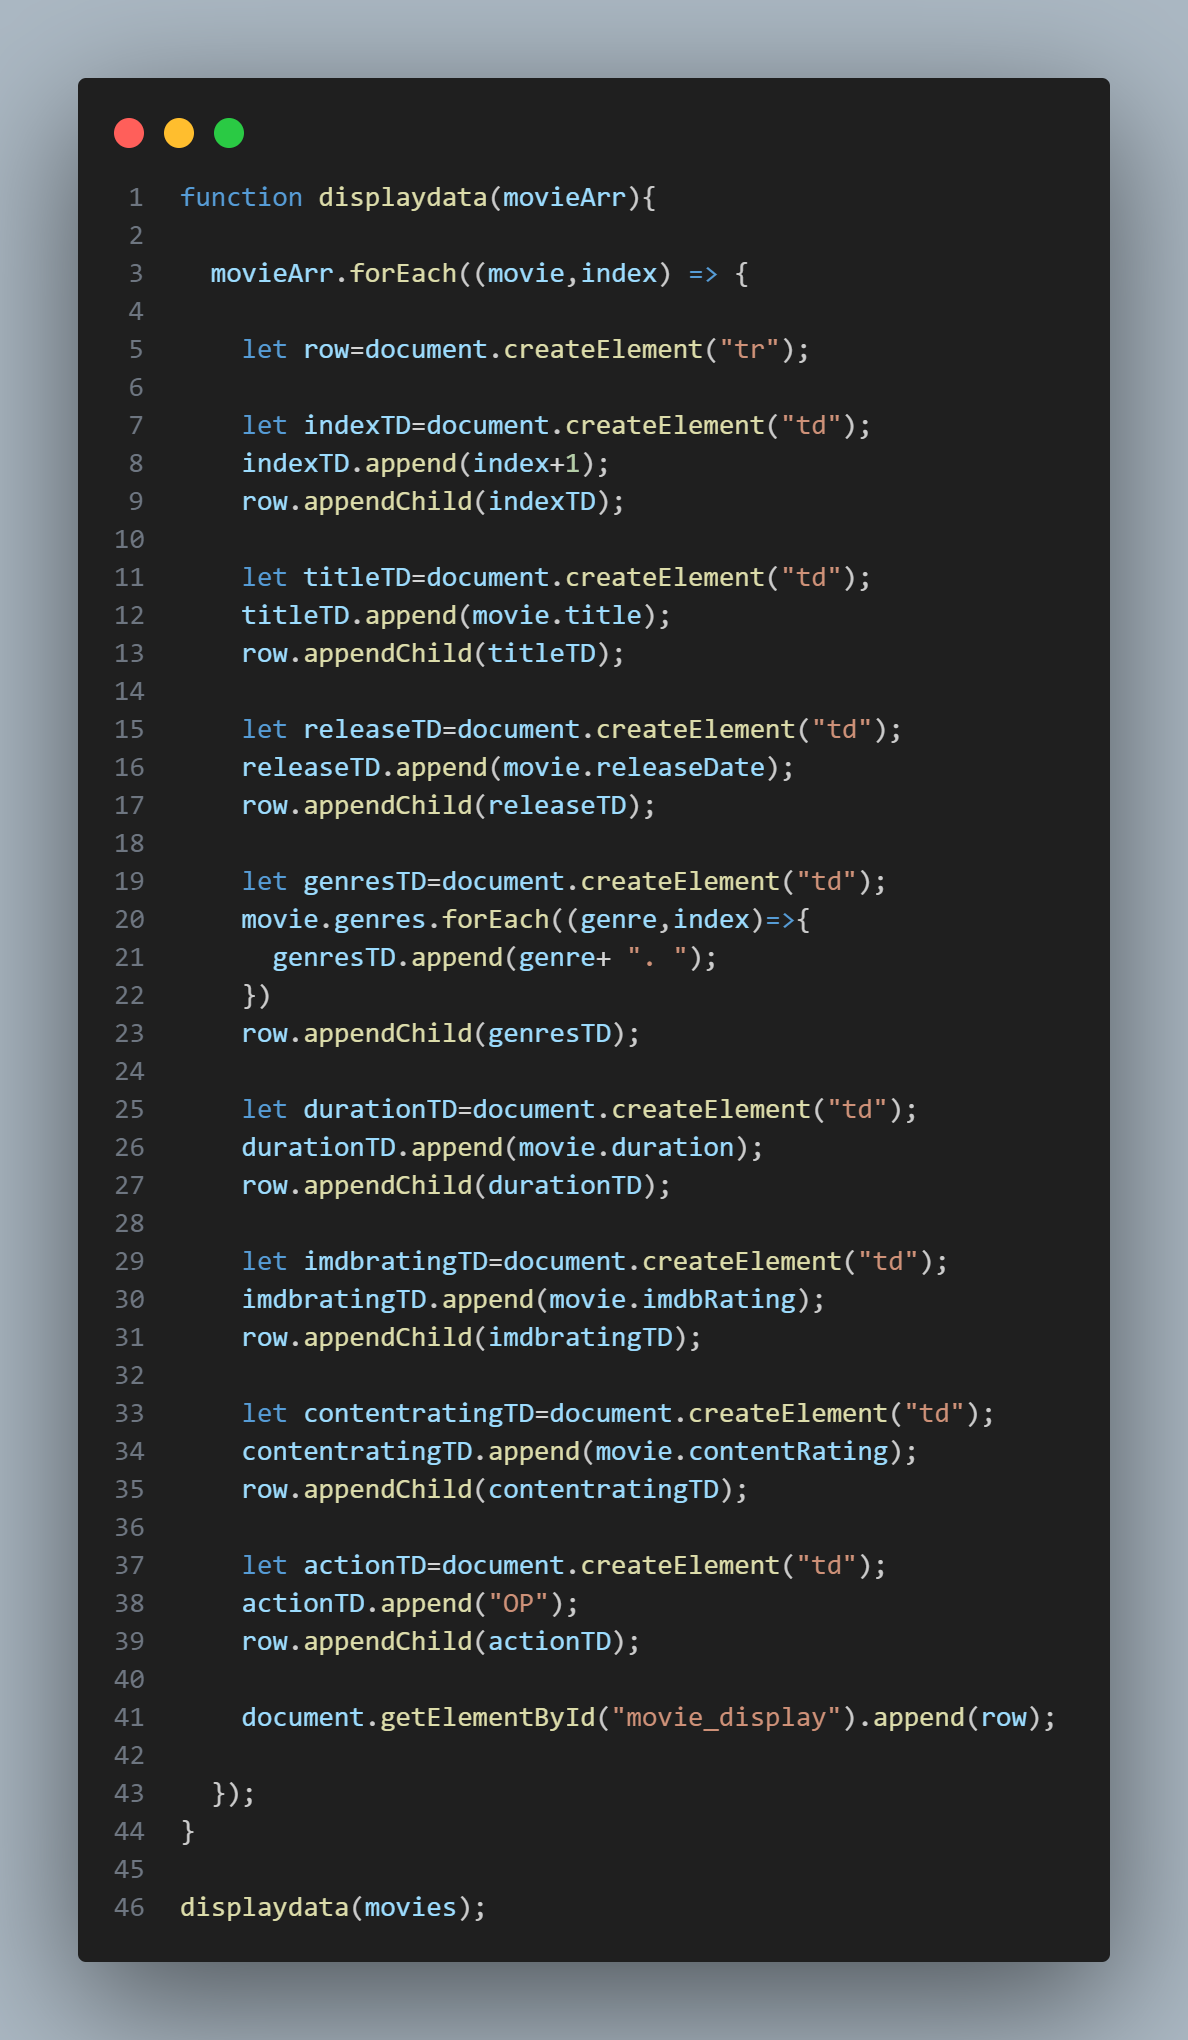 1 function displaydata(movieArr){
2
3   movieArr.forEach((movie,index) => {
4
5     let row=document.createElement("tr");
6
7     let indexTD=document.createElement("td");
8     indexTD.append(index+1);
9     row.appendChild(indexTD);
10
11     let titleTD=document.createElement("td");
12     titleTD.append(movie.title);
13     row.appendChild(titleTD);
14
15     let releaseTD=document.createElement("td");
16     releaseTD.append(movie.releaseDate);
17     row.appendChild(releaseTD);
18
19     let genresTD=document.createElement("td");
20     movie.genres.forEach((genre,index)=>{
21       genresTD.append(genre+ ". ");
22     })
23     row.appendChild(genresTD);
24
25     let durationTD=document.createElement("td");
26     durationTD.append(movie.duration);
27     row.appendChild(durationTD);
28
29     let imdbratingTD=document.createElement("td");
30     imdbratingTD.append(movie.imdbRating);
31     row.appendChild(imdbratingTD);
32
33     let contentratingTD=document.createElement("td");
34     contentratingTD.append(movie.contentRating);
35     row.appendChild(contentratingTD);
36
37     let actionTD=document.createElement("td");
38     actionTD.append("OP");
39     row.appendChild(actionTD);
40
41     document.getElementById("movie_display").append(row);
42
43   });
44 }
45
46 displaydata(movies);